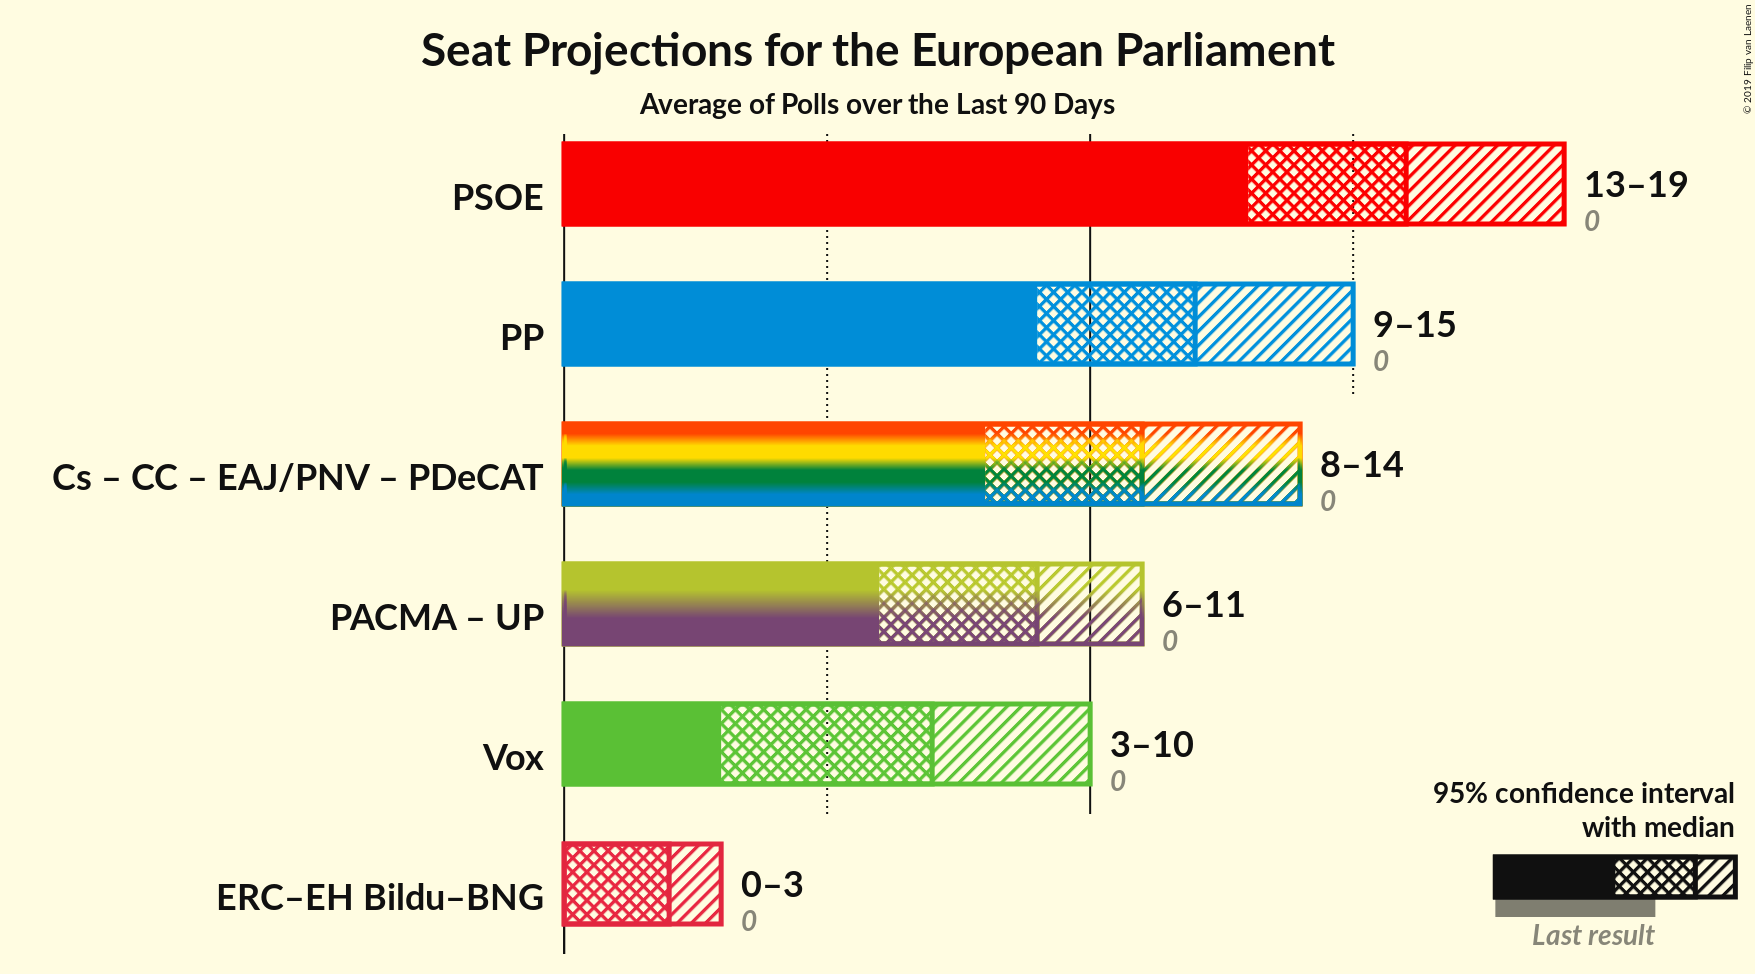 Seat Projections for the European Parliament
Average of Polls over the Last 90 Days
© 2019 Filip van Laenen
PSOE
13–19
0
PP
9–15
0
Cs – CC – EAJ/PNV – PDeCAT
8–14
0
PACMA – UP
6–11
0
Vox
3–10
0
ERC–EH Bildu–BNG
0–3
0
95% confidence interval
with median
Last result